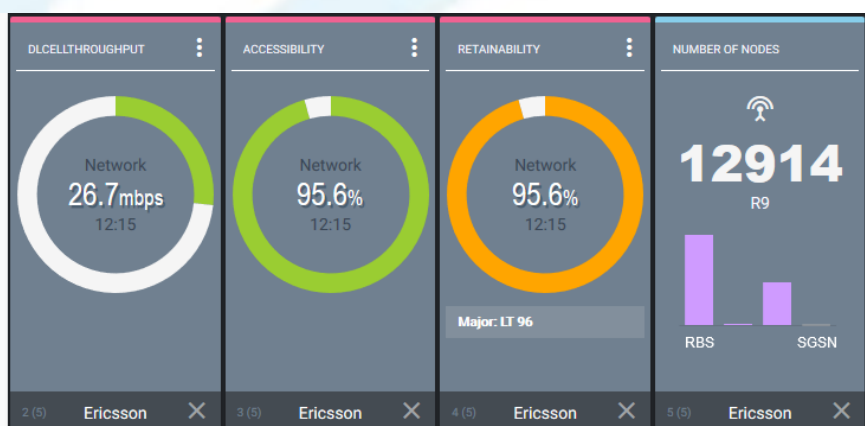 DLCELLTHROUGHPUT
Network
26.7mbps
12:15
2 (5)
Ericsson
ACCESSIBILITY
Network
95.6%
12:15
3 (5)
Ericsson
RETAINABILITY
Network
95.6%
12:15
Major: LT 96
4 (5)
Ericsson
NUMBER OF NODES
12914
R9
RBS
SGSN
5 (5)
Ericsson